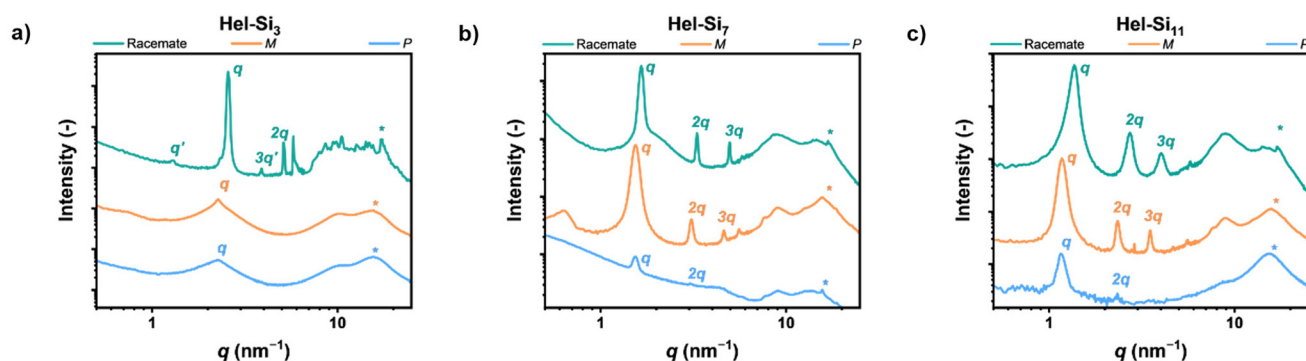 a)
Hel-Si3
Racemate M P
Intensity (-)
q
q'
3q'
2q
*
q
*
q
*
1 10
q (nm⁻¹)
b)
Hel-Si7
Racemate M P
Intensity (-)
q
2q
3q
*
q
2q
3q
*
q
2q
*
1 10
q (nm⁻¹)
c)
Hel-Si11
Racemate M P
Intensity (-)
q
2q
3q
*
q
2q
3q
*
q
2q
*
1 10
q (nm⁻¹)